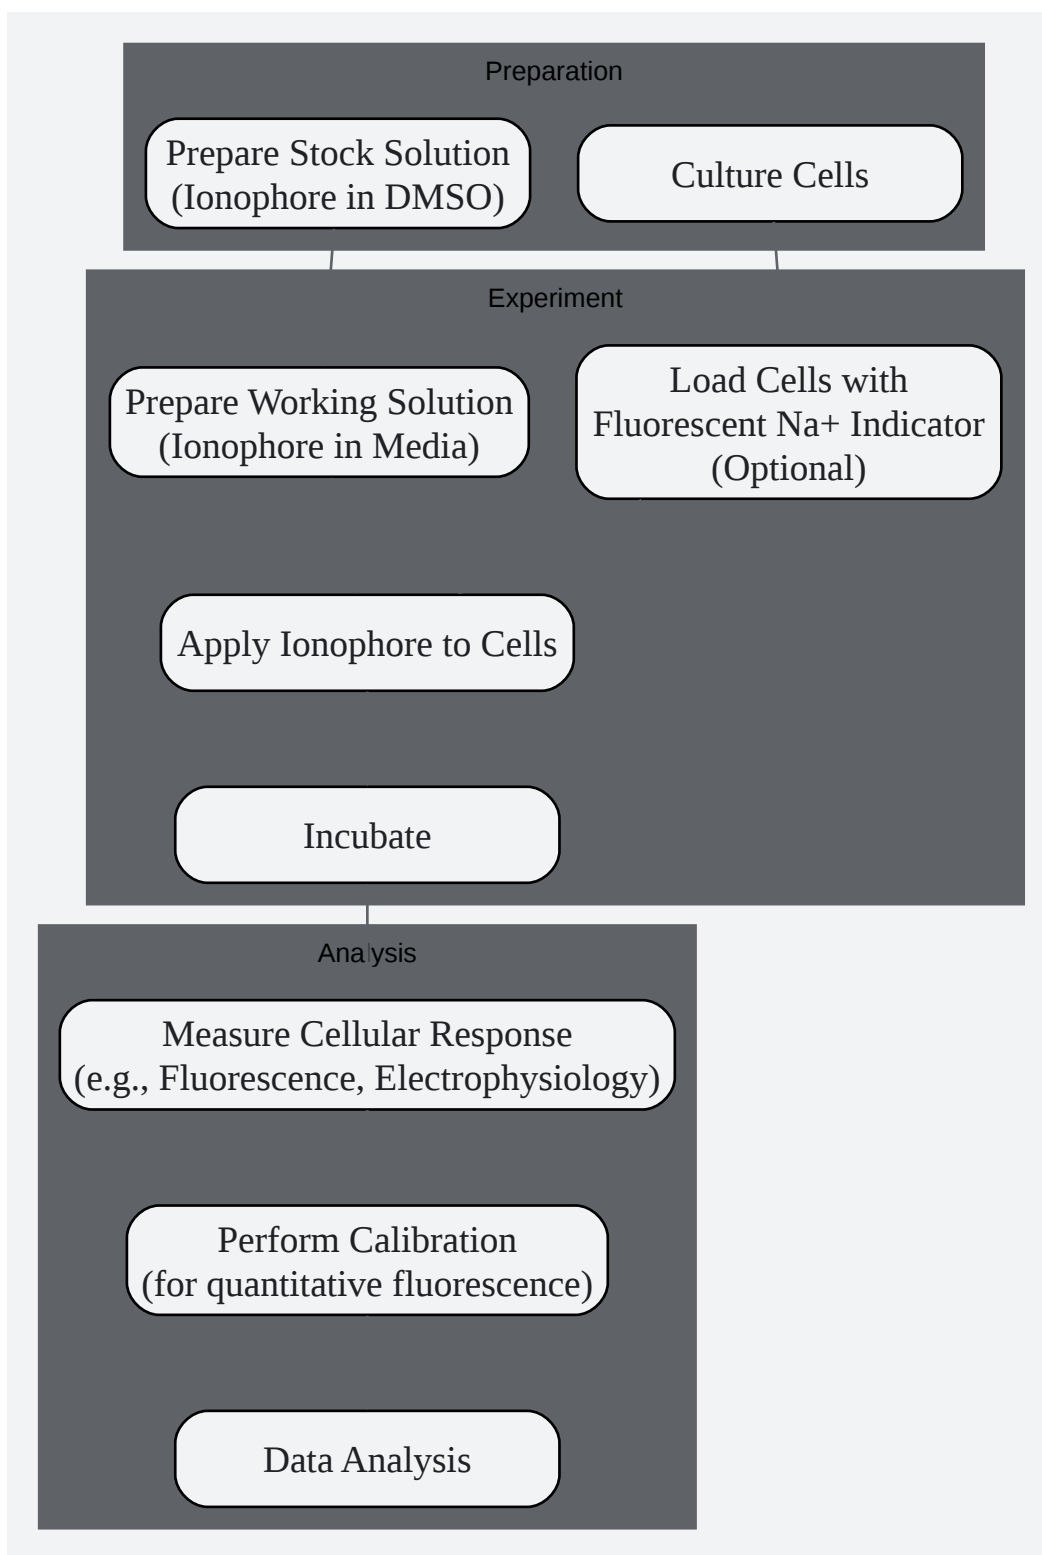 Preparation
Prepare Stock Solution
(Ionophore in DMSO)
Culture Cells
Experiment
Prepare Working Solution
(Ionophore in Media)
Load Cells with
Fluorescent Na+ Indicator
(Optional)
Apply Ionophore to Cells
Incubate
Analysis
Measure Cellular Response
(e.g., Fluorescence, Electrophysiology)
Perform Calibration
(for quantitative fluorescence)
Data Analysis